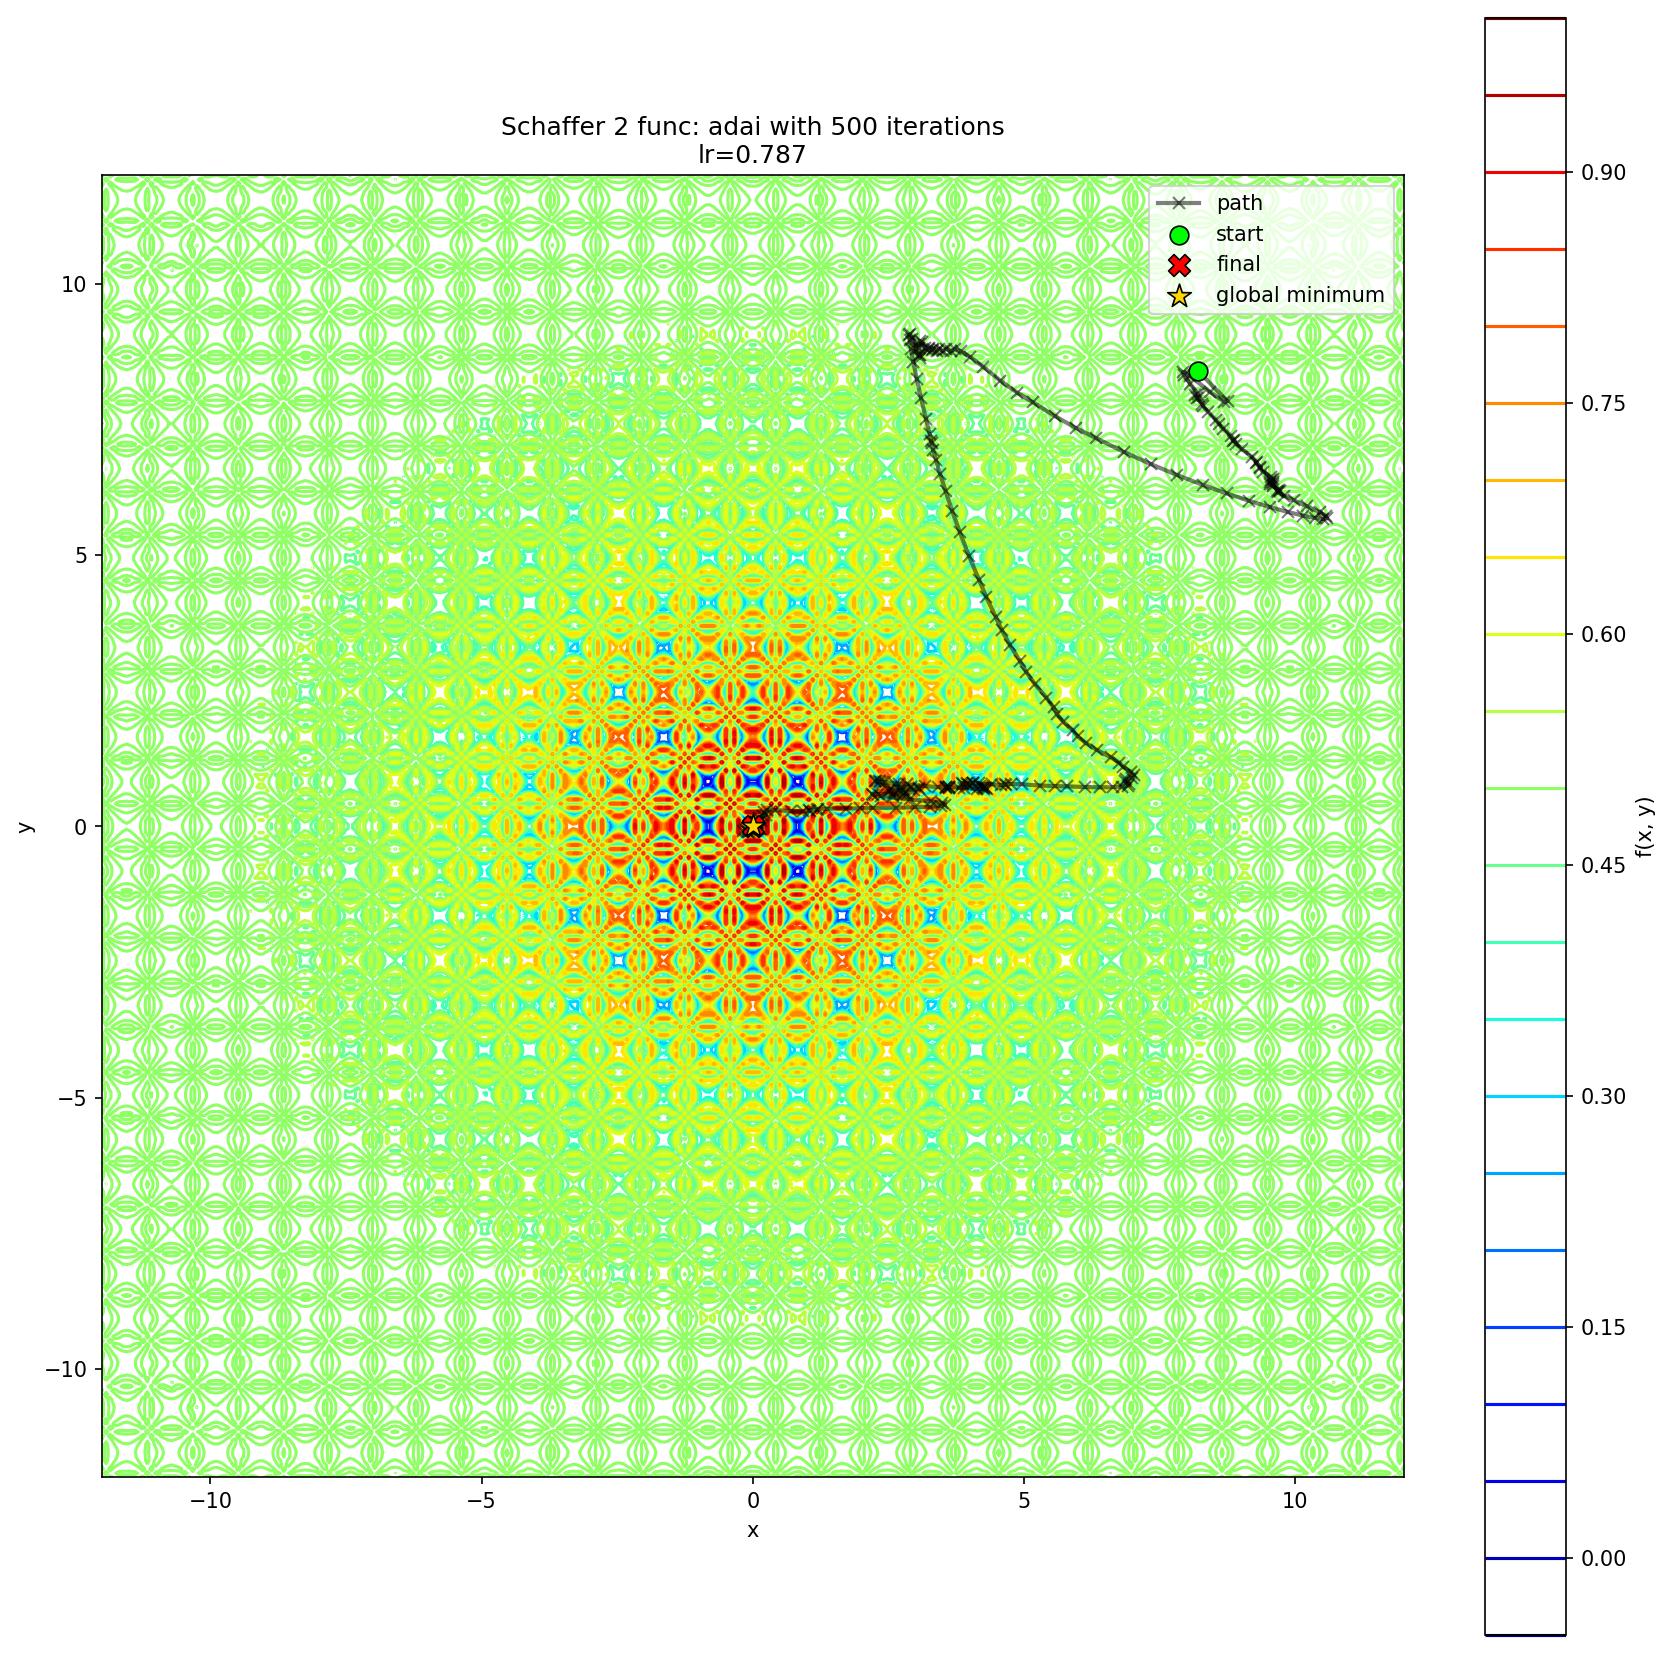 Schaffer 2 func: adai with 500 iterations
lr=0.787
path
start
final
global minimum
10
5
0
−5
−10
y
−10
−5
0
5
10
x
0.90
0.75
0.60
0.45
0.30
0.15
0.00
f(x, y)